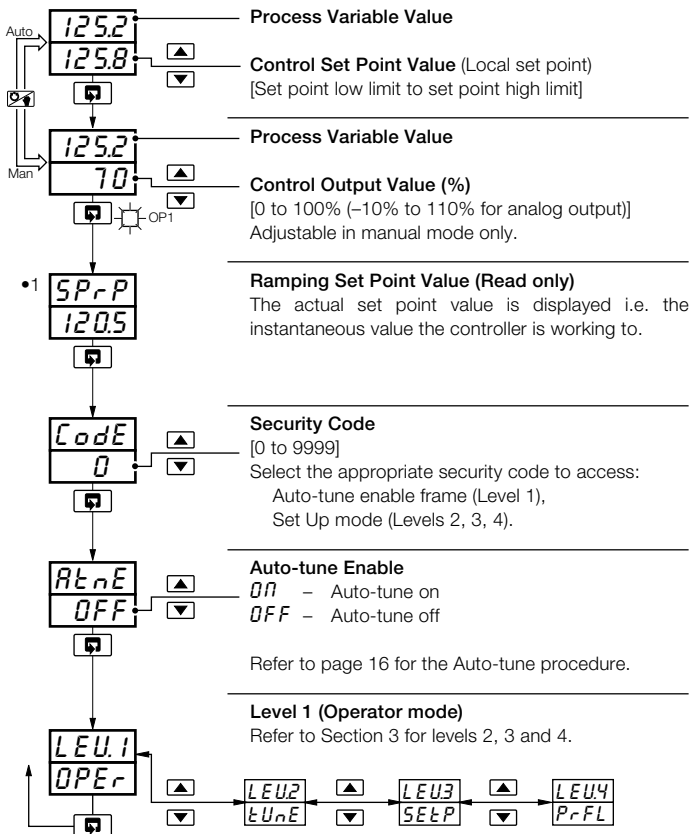 Auto
125.2
125.8
Process Variable Value
Control Set Point Value (Local set point)
[Set point low limit to set point high limit]
Man
125.2
70
OP1
Process Variable Value
Control Output Value (%)
[0 to 100% (–10% to 110% for analog output)]
Adjustable in manual mode only.
•1
SPrP
120.5
Ramping Set Point Value (Read only)
The actual set point value is displayed i.e. the
instantaneous value the controller is working to.
CodE
0
Security Code
[0 to 9999]
Select the appropriate security code to access:
Auto-tune enable frame (Level 1),
Set Up mode (Levels 2, 3, 4).
AtnE
OFF
Auto-tune Enable
ON – Auto-tune on
OFF – Auto-tune off
Refer to page 16 for the Auto-tune procedure.
LEV.1
OPEr
Level 1 (Operator mode)
Refer to Section 3 for levels 2, 3 and 4.
LEV.2
tUnE
LEV.3
SEtP
LEV.4
PrFL